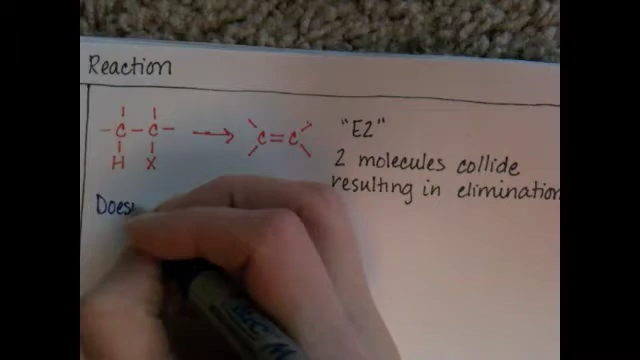 Reaction
- C - C - → C = C
H X
"E2"
2 molecules collide
resulting in elimination
Does